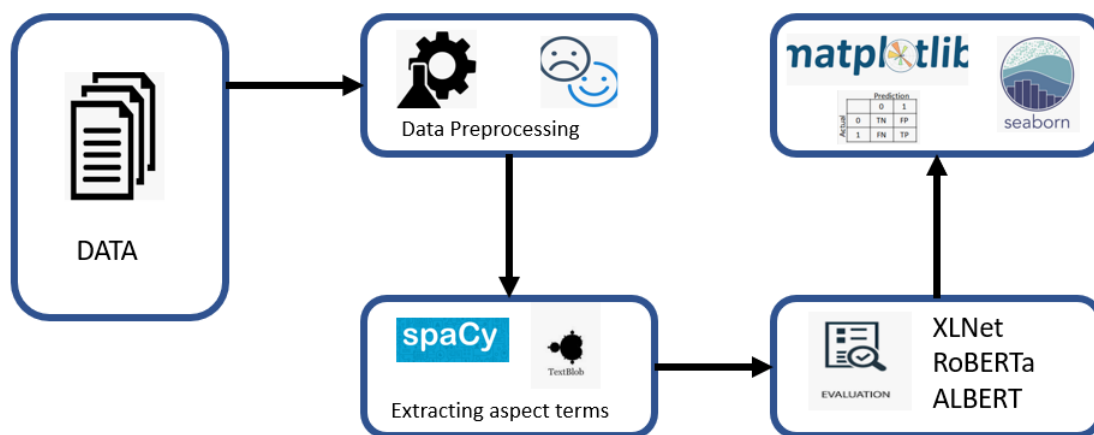 DATA
Data Preprocessing
spaCy
TextBlob
Extracting aspect terms
EVALUATION
XLNet
RoBERTa
ALBERT
matplotlib
Prediction
0 1
Actual
0 TN FP
1 FN TP
seaborn